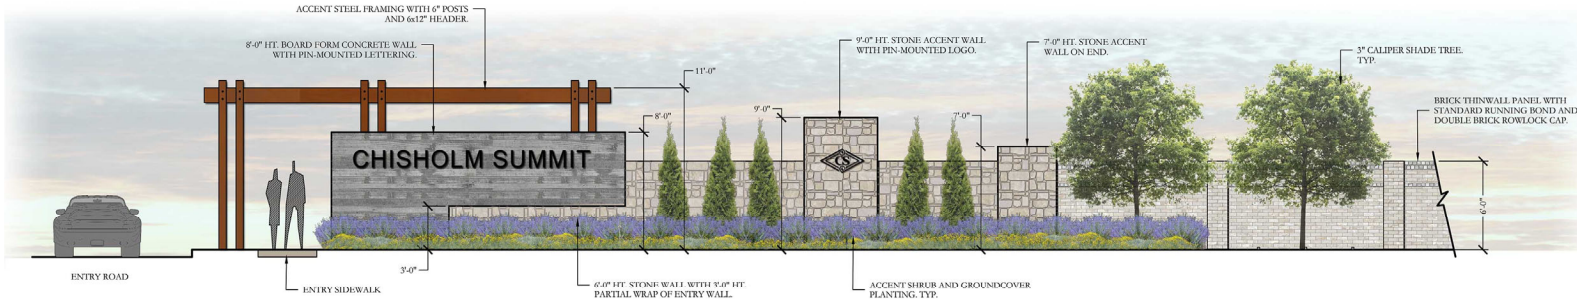 ACCENT STEEL FRAMING WITH 6" POSTS
AND 6x12" HEADER.
8'-0" HT. BOARD FORM CONCRETE WALL
WITH PIN-MOUNTED LETTERING.
11'-0"
8'-0"
CHISHOLM SUMMIT
9'-0" HT. STONE ACCENT WALL
WITH PIN-MOUNTED LOGO.
9'-0"
CS
7'-0" HT. STONE ACCENT
WALL ON END.
7'-0"
3" CALIPER SHADE TREE.
TYP.
BRICK THINWALL PANEL WITH
STANDARD RUNNING BOND AND
DOUBLE BRICK ROWLOCK CAP.
6'-0"
ENTRY ROAD
ENTRY SIDEWALK
3'-0"
6'-0" HT. STONE WALL WITH 3'-0" HT.
PARTIAL WRAP OF ENTRY WALL.
ACCENT SHRUB AND GROUNDCOVER
PLANTING. TYP.